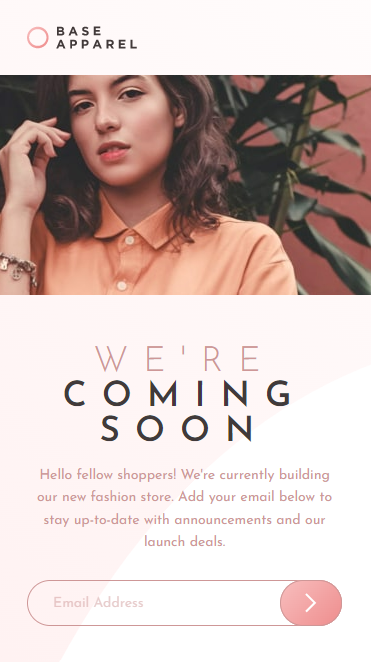 BASE
APPAREL
WE'RE
COMING
SOON
Hello fellow shoppers! We're currently building
our new fashion store. Add your email below to
stay up-to-date with announcements and our
launch deals.
Email Address